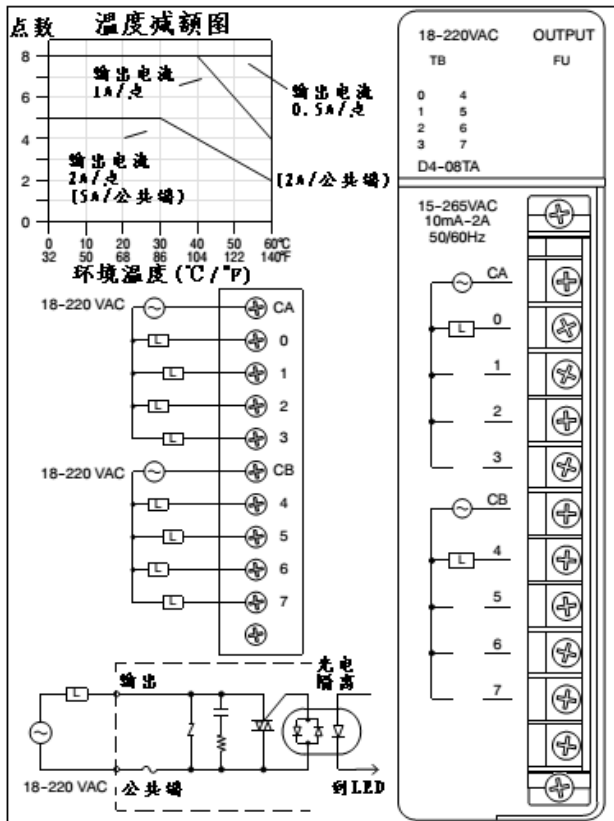 点数 温度减额图
8
6
4
2
0
输出电流
1A/点
输出电流
0.5A/点
输出电流
2A/点
(5A/公共端)
(2A/公共端)
0 10 20 30 40 50 60℃
32 50 68 86 104 122 140°F
环境温度(℃/°F)
18-220 VAC
CA
L 0
L 1
L 2
L 3
18-220 VAC
CB
L 4
L 5
L 6
L 7
输出
光电
隔离
L
18-220 VAC
公共端
到LED
18-220VAC OUTPUT
TB FU
0 4
1 5
2 6
3 7
D4-08TA
15-265VAC
10mA-2A
50/60Hz
CA
L 0
1
2
3
CB
L 4
5
6
7